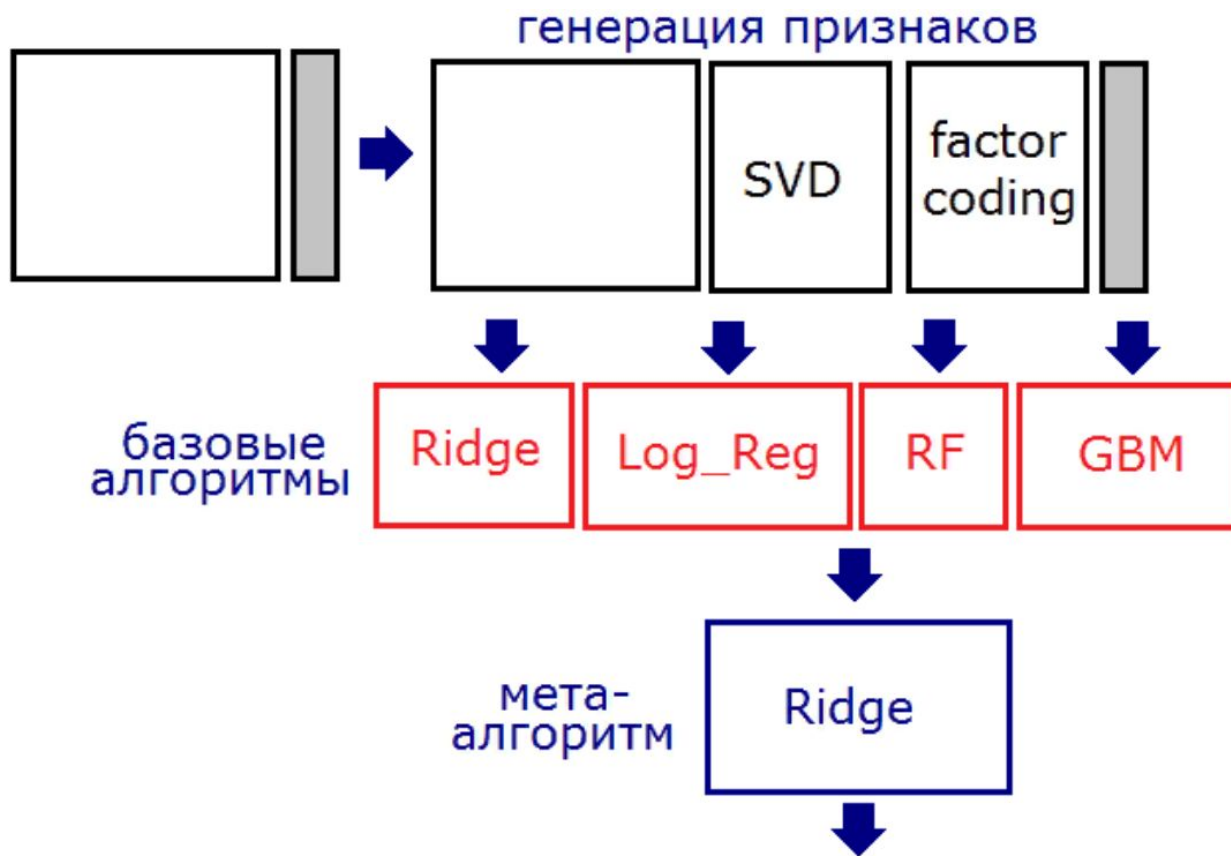 генерация признаков
SVD
factor
coding
базовые
алгоритмы
Ridge
Log_Reg
RF
GBM
мета-
алгоритм
Ridge